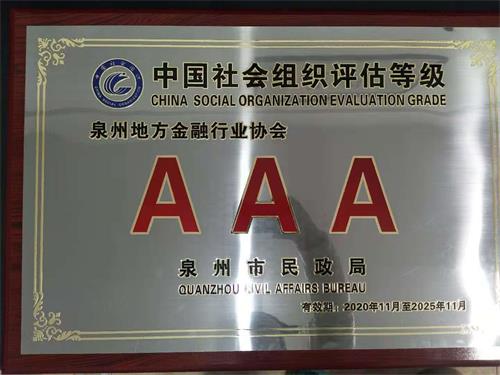 中国社会组织评估等级
CHINA SOCIAL ORGANIZATION EVALUATION GRADE
泉州地方金融行业协会
AAA
泉州市民政局
QUANZHOU CIVIL AFFAIRS BUREAU
有效期：2020年11月至2025年11月